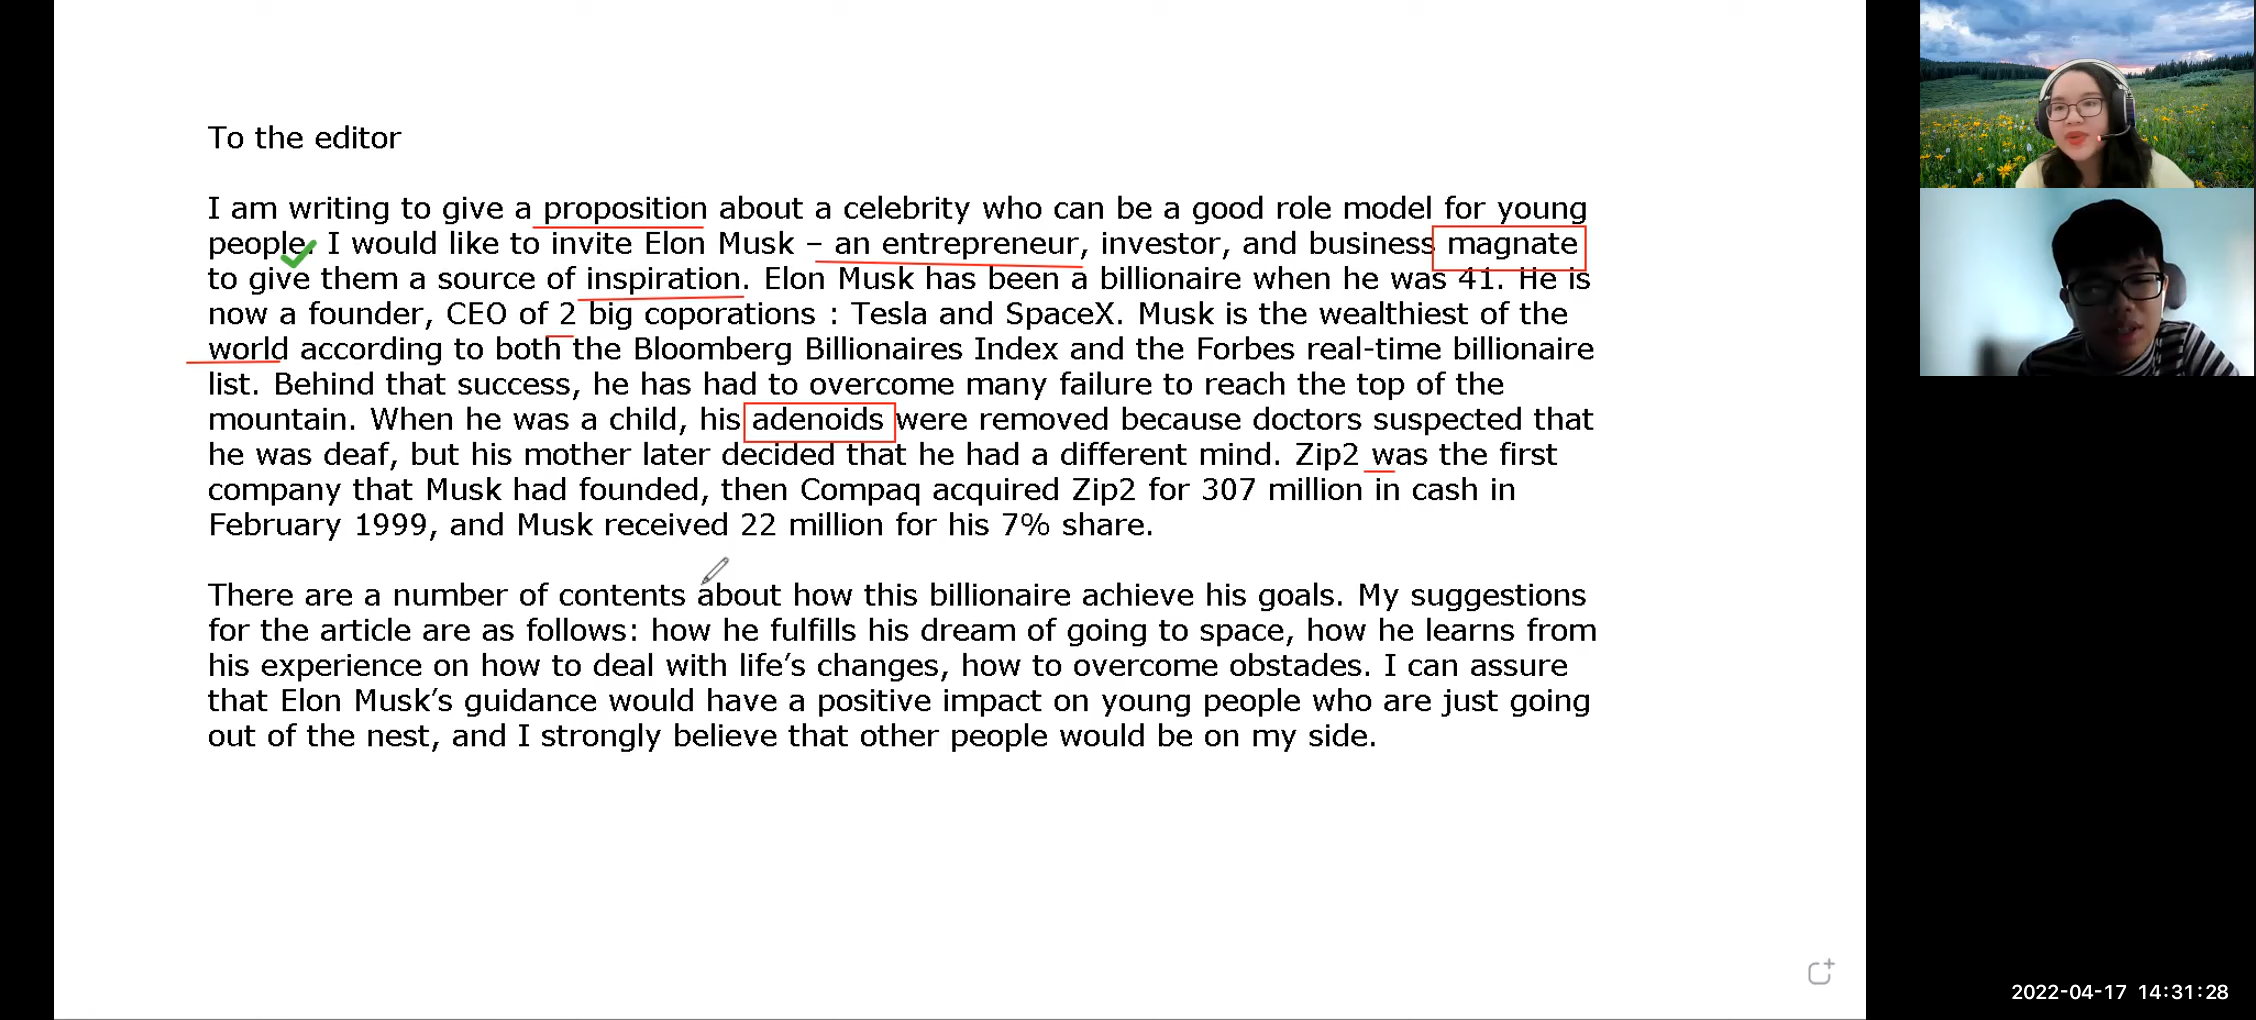 To the editor
I am writing to give a proposition about a celebrity who can be a good role model for young
people. I would like to invite Elon Musk – an entrepreneur, investor, and business magnate
to give them a source of inspiration. Elon Musk has been a billionaire when he was 41. He is
now a founder, CEO of 2 big coporations : Tesla and SpaceX. Musk is the wealthiest of the
world according to both the Bloomberg Billionaires Index and the Forbes real-time billionaire
list. Behind that success, he has had to overcome many failure to reach the top of the
mountain. When he was a child, his adenoids were removed because doctors suspected that
he was deaf, but his mother later decided that he had a different mind. Zip2 was the first
company that Musk had founded, then Compaq acquired Zip2 for 307 million in cash in
February 1999, and Musk received 22 million for his 7% share.
There are a number of contents about how this billionaire achieve his goals. My suggestions
for the article are as follows: how he fulfills his dream of going to space, how he learns from
his experience on how to deal with life’s changes, how to overcome obstades. I can assure
that Elon Musk’s guidance would have a positive impact on young people who are just going
out of the nest, and I strongly believe that other people would be on my side.
2022-04-17 14:31:28